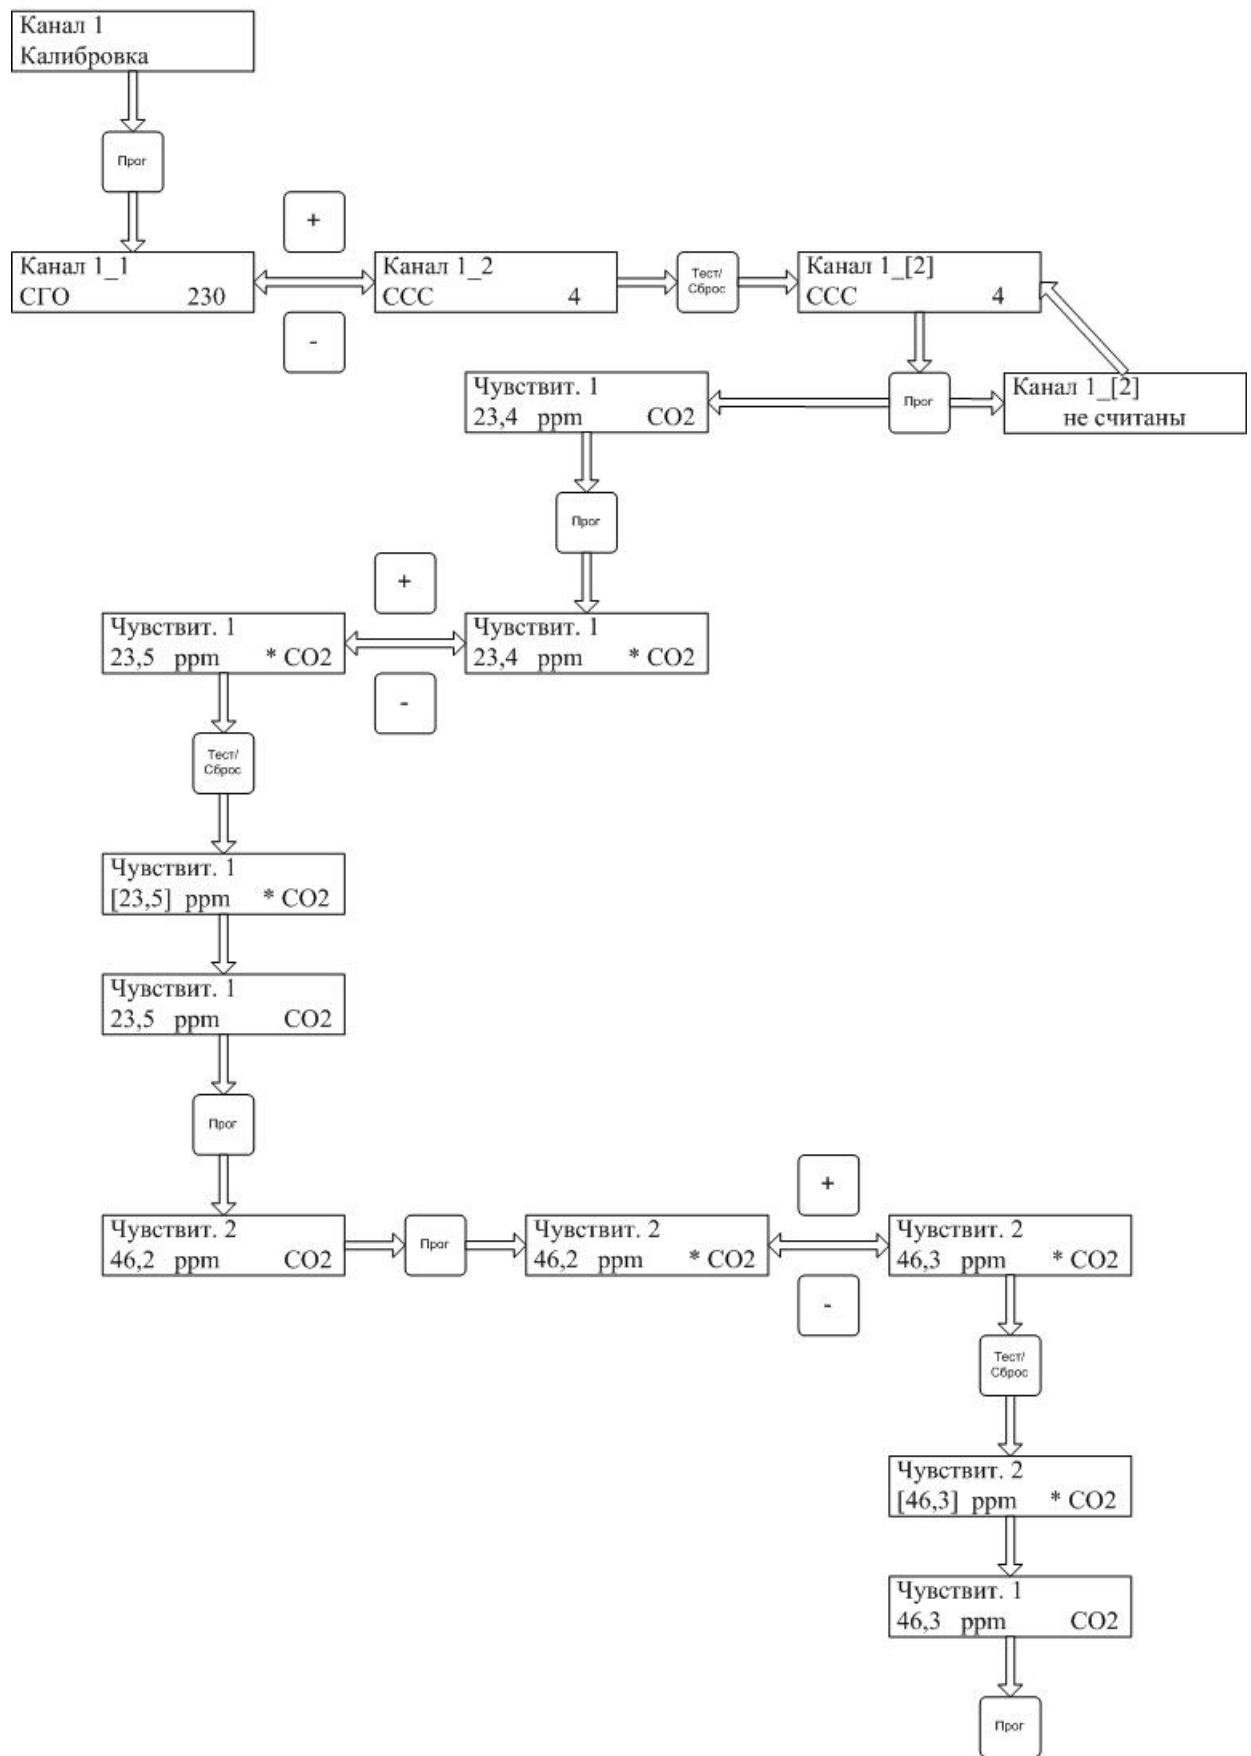 Канал 1
Калибровка
Прог
+
Канал 1_1
СГО 230
Канал 1_2
ССС 4
Тест/
Сброс
Канал 1_[2]
ССС 4
-
Чувствит. 1
23,4 ppm CO2
Прог
Канал 1_[2]
не считаны
Прог
+
Чувствит. 1
23,5 ppm * CO2
Чувствит. 1
23,4 ppm * CO2
-
Тест/
Сброс
Чувствит. 1
[23,5] ppm * CO2
Чувствит. 1
23,5 ppm CO2
Прог
+
Чувствит. 2
46,2 ppm CO2
Прог
Чувствит. 2
46,2 ppm * CO2
Чувствит. 2
46,3 ppm * CO2
-
Тест/
Сброс
Чувствит. 2
[46,3] ppm * CO2
Чувствит. 1
46,3 ppm CO2
Прог